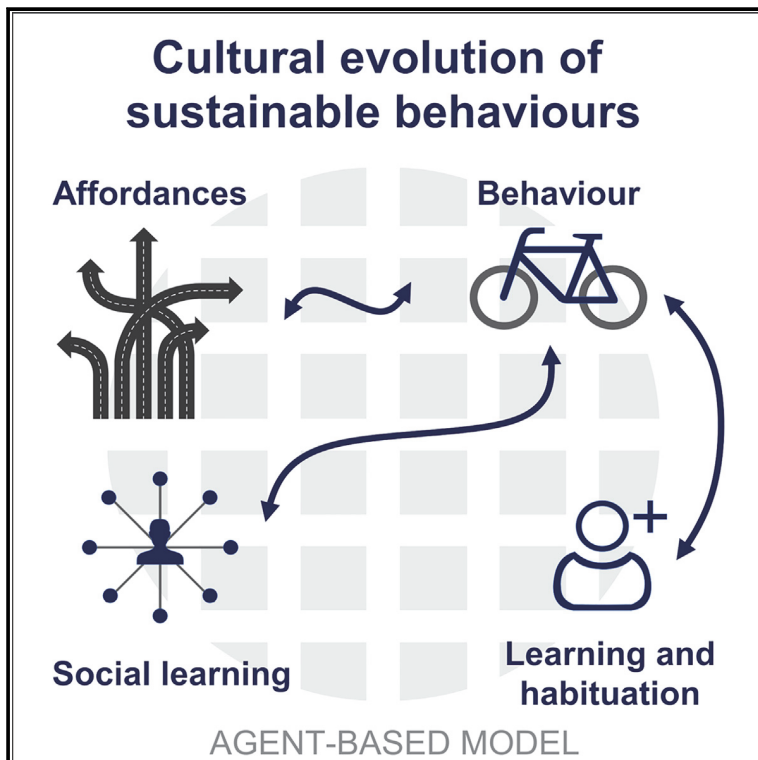 Cultural evolution of
sustainable behaviours
Affordances
Behaviour
Social learning
Learning and
habituation
AGENT-BASED MODEL